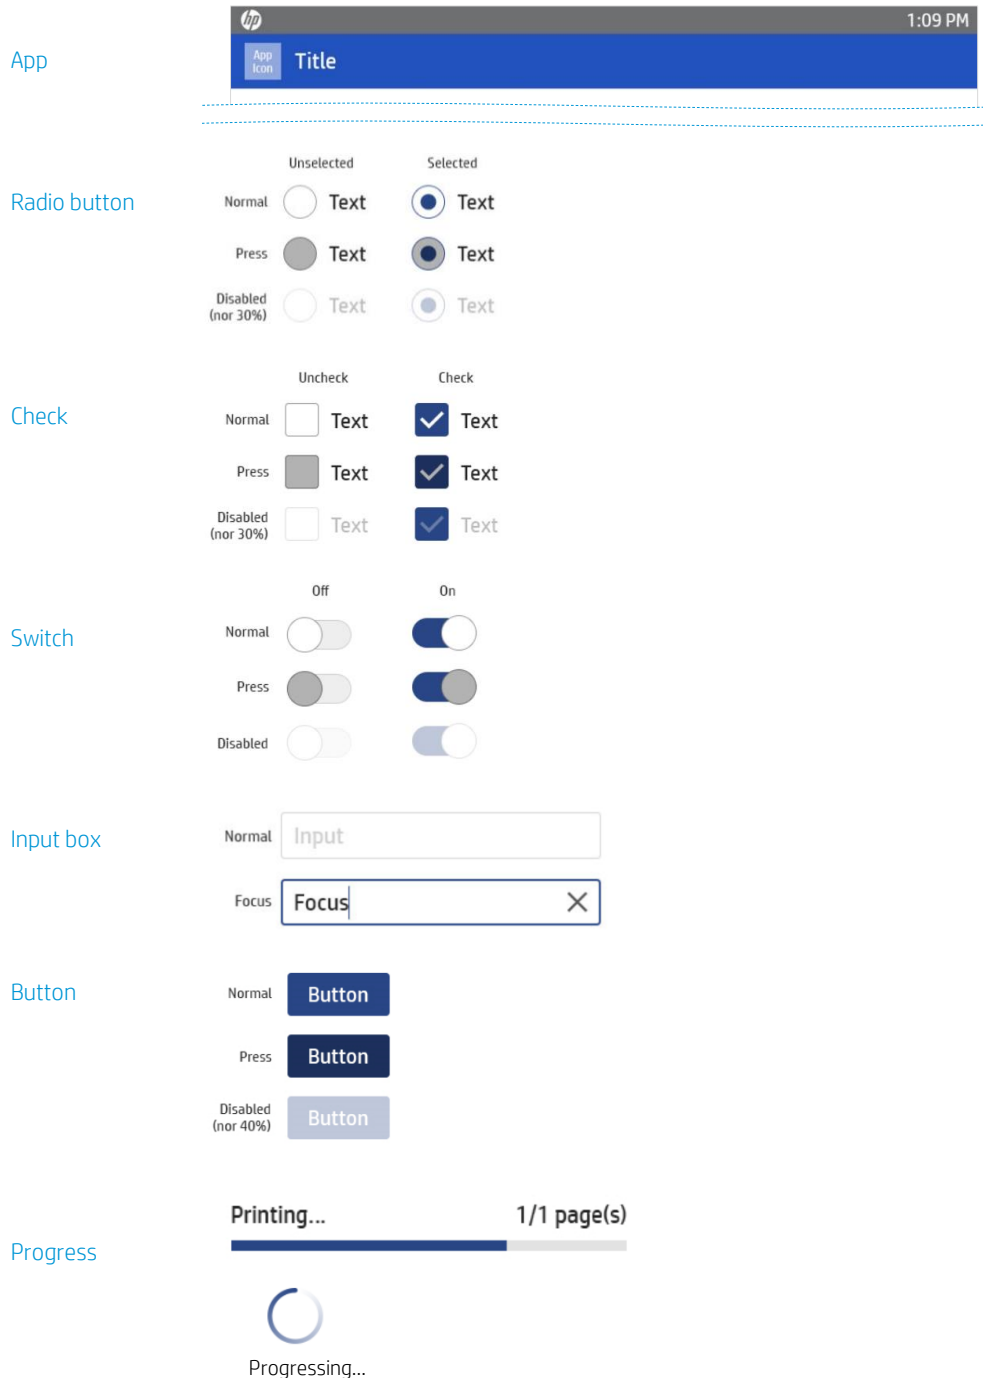 hp
1:09 PM
App
App Icon
Title
Unselected
Selected
Radio button
Normal
Text
Text
Press
Text
Text
Disabled
(nor 30%)
Text
Text
Uncheck
Check
Check
Normal
Text
Text
Press
Text
Text
Disabled
(nor 30%)
Text
Text
Off
On
Switch
Normal
Press
Disabled
Input box
Normal
Input
Focus
Focus
Button
Normal
Button
Press
Button
Disabled
(nor 40%)
Button
Printing...
1/1 page(s)
Progress
Progressing...